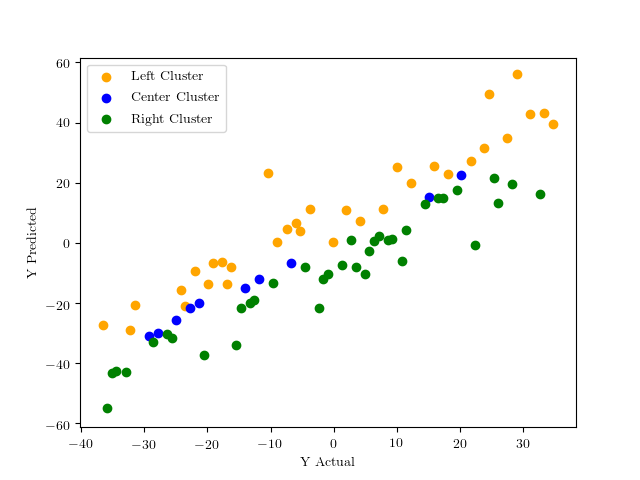 60
40
20
0
−20
−40
−60
−40 −30 −20 −10 0 10 20 30
Y Actual
Y Predicted
Left Cluster
Center Cluster
Right Cluster